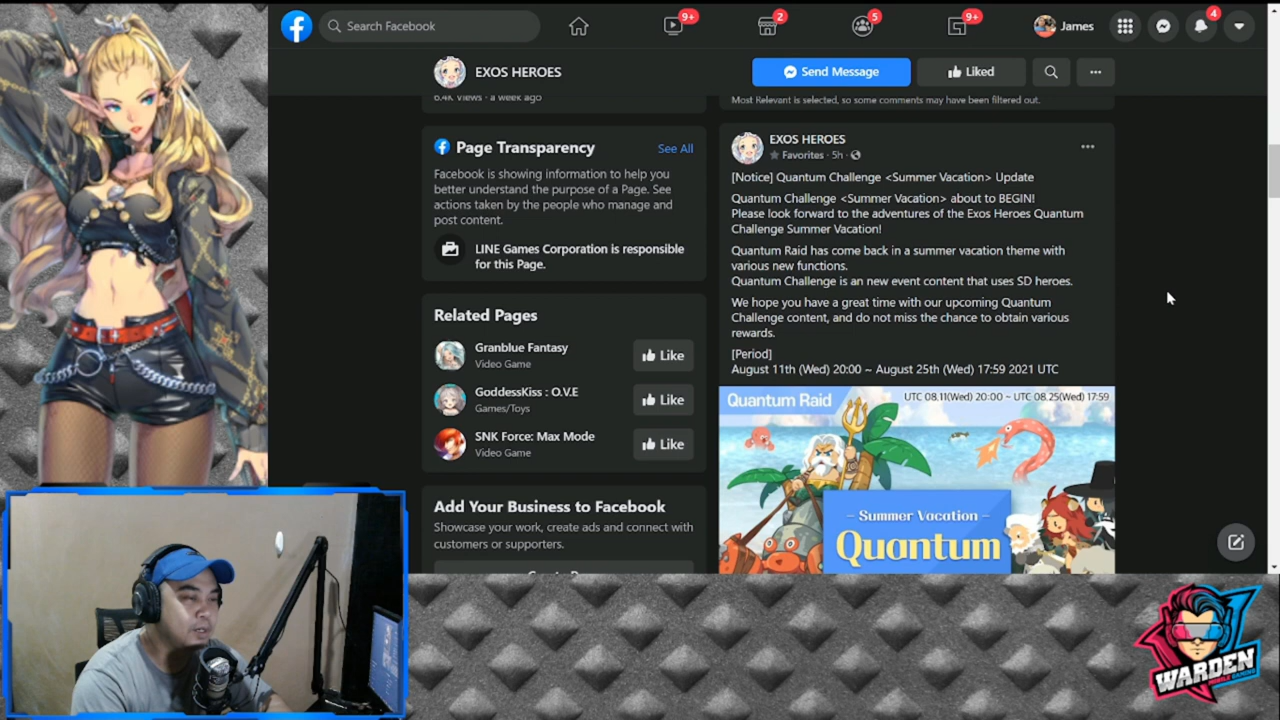 Search Facebook
9+
2
5
9+
James
4
EXOS HEROES
Send Message
Liked
6.4K Views · a week ago
Most Relevant is selected, so some comments may have been filtered out.
Page Transparency
See All
Facebook is showing information to help you
better understand the purpose of a Page. See
actions taken by the people who manage and
post content.
LINE Games Corporation is responsible
for this Page.
Related Pages
Granblue Fantasy
Video Game
Like
GoddessKiss : O.V.E
Games/Toys
Like
SNK Force: Max Mode
Video Game
Like
Add Your Business to Facebook
Showcase your work, create ads and connect with
customers or supporters.
EXOS HEROES
Favorites · 5h ·
[Notice] Quantum Challenge <Summer Vacation> Update
Quantum Challenge <Summer Vacation> about to BEGIN!
Please look forward to the adventures of the Exos Heroes Quantum
Challenge Summer Vacation!
Quantum Raid has come back in a summer vacation theme with
various new functions.
Quantum Challenge is an new event content that uses SD heroes.
We hope you have a great time with our upcoming Quantum
Challenge content, and do not miss the chance to obtain various
rewards.
[Period]
August 11th (Wed) 20:00 ~ August 25th (Wed) 17:59 2021 UTC
Quantum Raid
UTC 08.11(Wed) 20:00 ~ UTC 08.25(Wed) 17:59
- Summer Vacation -
Quantum
WARDEN
MOBILE GAMING